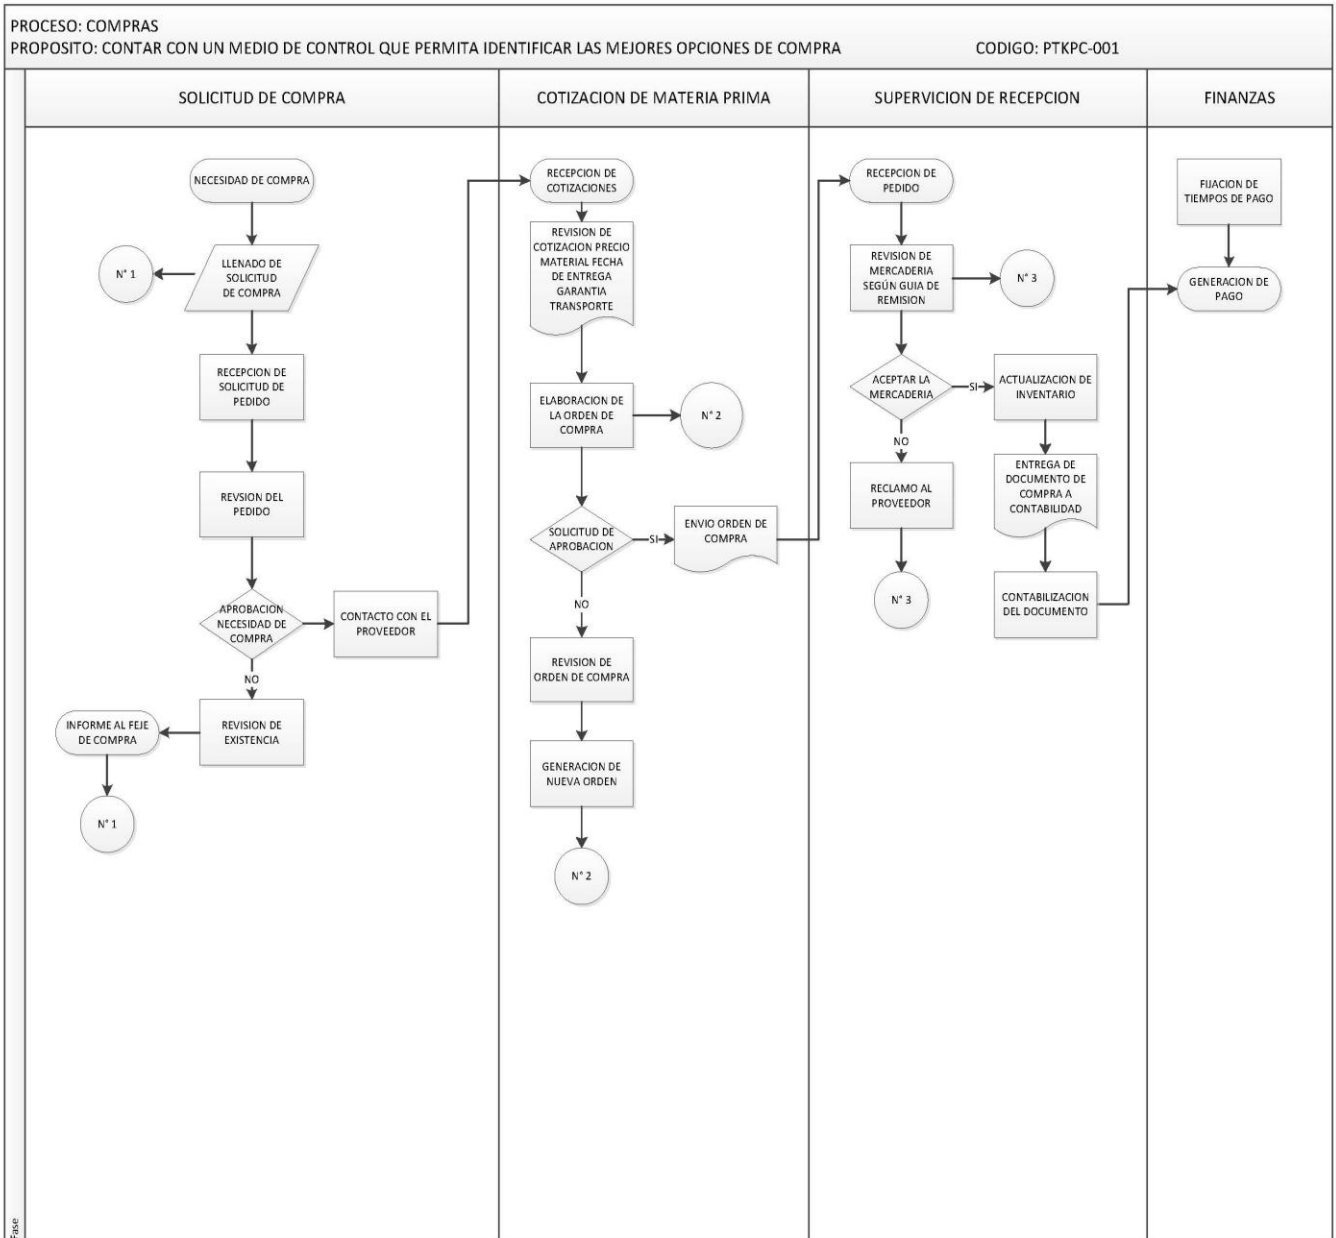 PROCESO: COMPRAS
PROPOSITO: CONTAR CON UN MEDIO DE CONTROL QUE PERMITA IDENTIFICAR LAS MEJORES OPCIONES DE COMPRA CODIGO: PTKPC-001
SOLICITUD DE COMPRA
NECESIDAD DE COMPRA
LLENADO DE
SOLICITUD
DE COMPRA
N° 1
RECEPCION DE
SOLICITUD DE
PEDIDO
REVSION DEL
PEDIDO
APROBACION
NECESIDAD DE
COMPRA
CONTACTO CON EL
PROVEEDOR
NO
REVISION DE
EXISTENCIA
INFORME AL FEJE
DE COMPRA
N° 1
COTIZACION DE MATERIA PRIMA
RECEPCION DE
COTIZACIONES
REVISION DE
COTIZACION PRECIO
MATERIAL FECHA
DE ENTREGA
GARANTIA
TRANSPORTE
ELABORACION DE
LA ORDEN DE
COMPRA
N° 2
SOLICITUD DE
APROBACION
SI
ENVIO ORDEN DE
COMPRA
NO
REVISION DE
ORDEN DE COMPRA
GENERACION DE
NUEVA ORDEN
N° 2
SUPERVICION DE RECEPCION
RECEPCION DE
PEDIDO
REVISION DE
MERCADERIA
SEGÚN GUIA DE
REMISION
N° 3
ACEPTAR LA
MERCADERIA
SI
ACTUALIZACION DE
INVENTARIO
NO
RECLAMO AL
PROVEEDOR
N° 3
ENTREGA DE
DOCUMENTO DE
COMPRA A
CONTABILIDAD
CONTABILIZACION
DEL DOCUMENTO
FINANZAS
FIJACION DE
TIEMPOS DE PAGO
GENERACION DE
PAGO
Fase